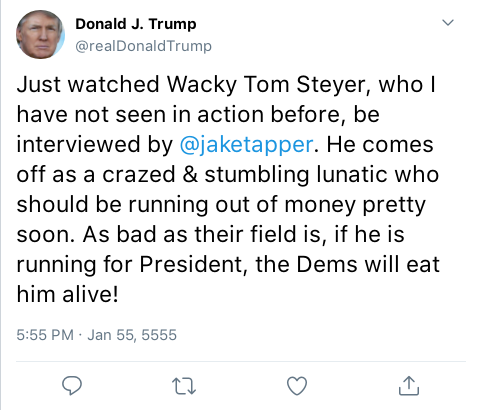 Donald J. Trump
@realDonaldTrump
Just watched Wacky Tom Steyer, who I
have not seen in action before, be
interviewed by @jaketapper. He comes
off as a crazed & stumbling lunatic who
should be running out of money pretty
soon. As bad as their field is, if he is
running for President, the Dems will eat
him alive!
5:55 PM · Jan 55, 5555